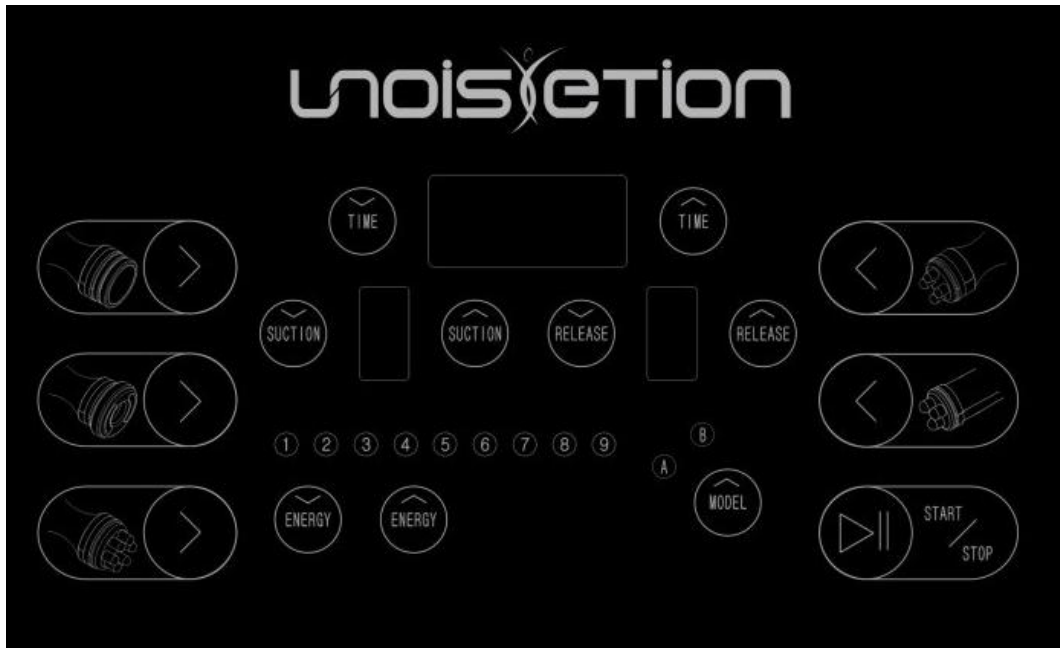 unoisetion
TIME
TIME
SUCTION
SUCTION
RELEASE
RELEASE
1 2 3 4 5 6 7 8 9
B
A
ENERGY
ENERGY
MODEL
START
STOP